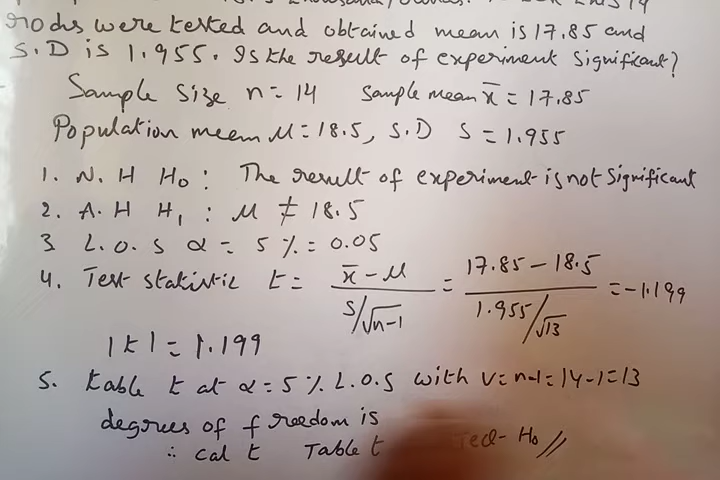 rods were tested and obtained mean is 17.85 and
S.D is 1.955. Is the result of experiment significant?
Sample Size n = 14 Sample mean x̄ = 17.85
Population meem μ = 18.5, S.D S = 1.955
1. N.H H₀ : The result of experiment is not Significant
2. A.H H₁ : μ ≠ 18.5
3 L.O.S α = 5 % = 0.05
4. Test statistic t = x̄ - μ / S/√n-1 = 17.85 - 18.5 / 1.955/√13 = -1.199
|t| = 1.199
5. table t at α = 5 % L.O.S with ν = n-1 = 14-1 = 13
degrees of freedom is
∴ cal t Table t H₀ //